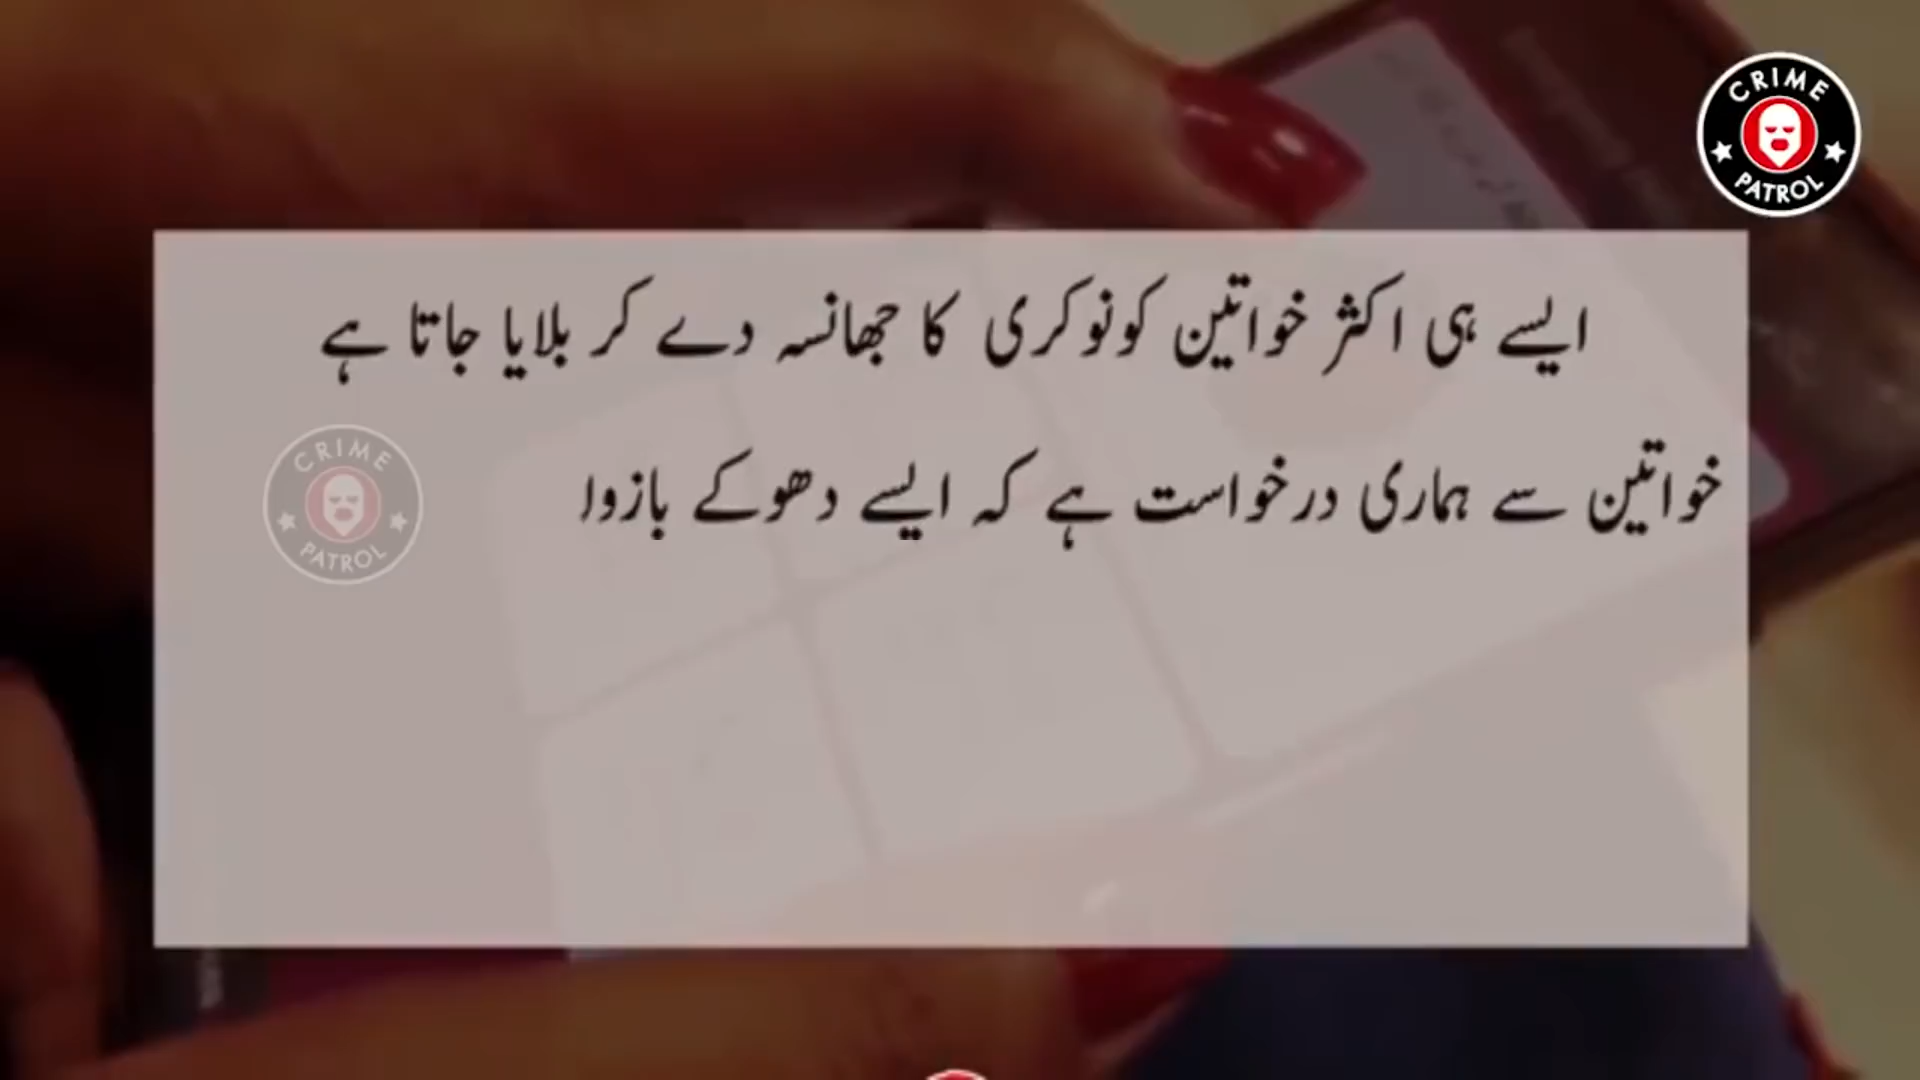 CRIME
PATROL
ایسے ہی اکثر خواتین کو نوکری کا جھانسہ دے کر بلایا جاتا ہے
خواتین سے ہماری درخواست ہے کہ ایسے دھوکے بازوا
CRIME
PATROL